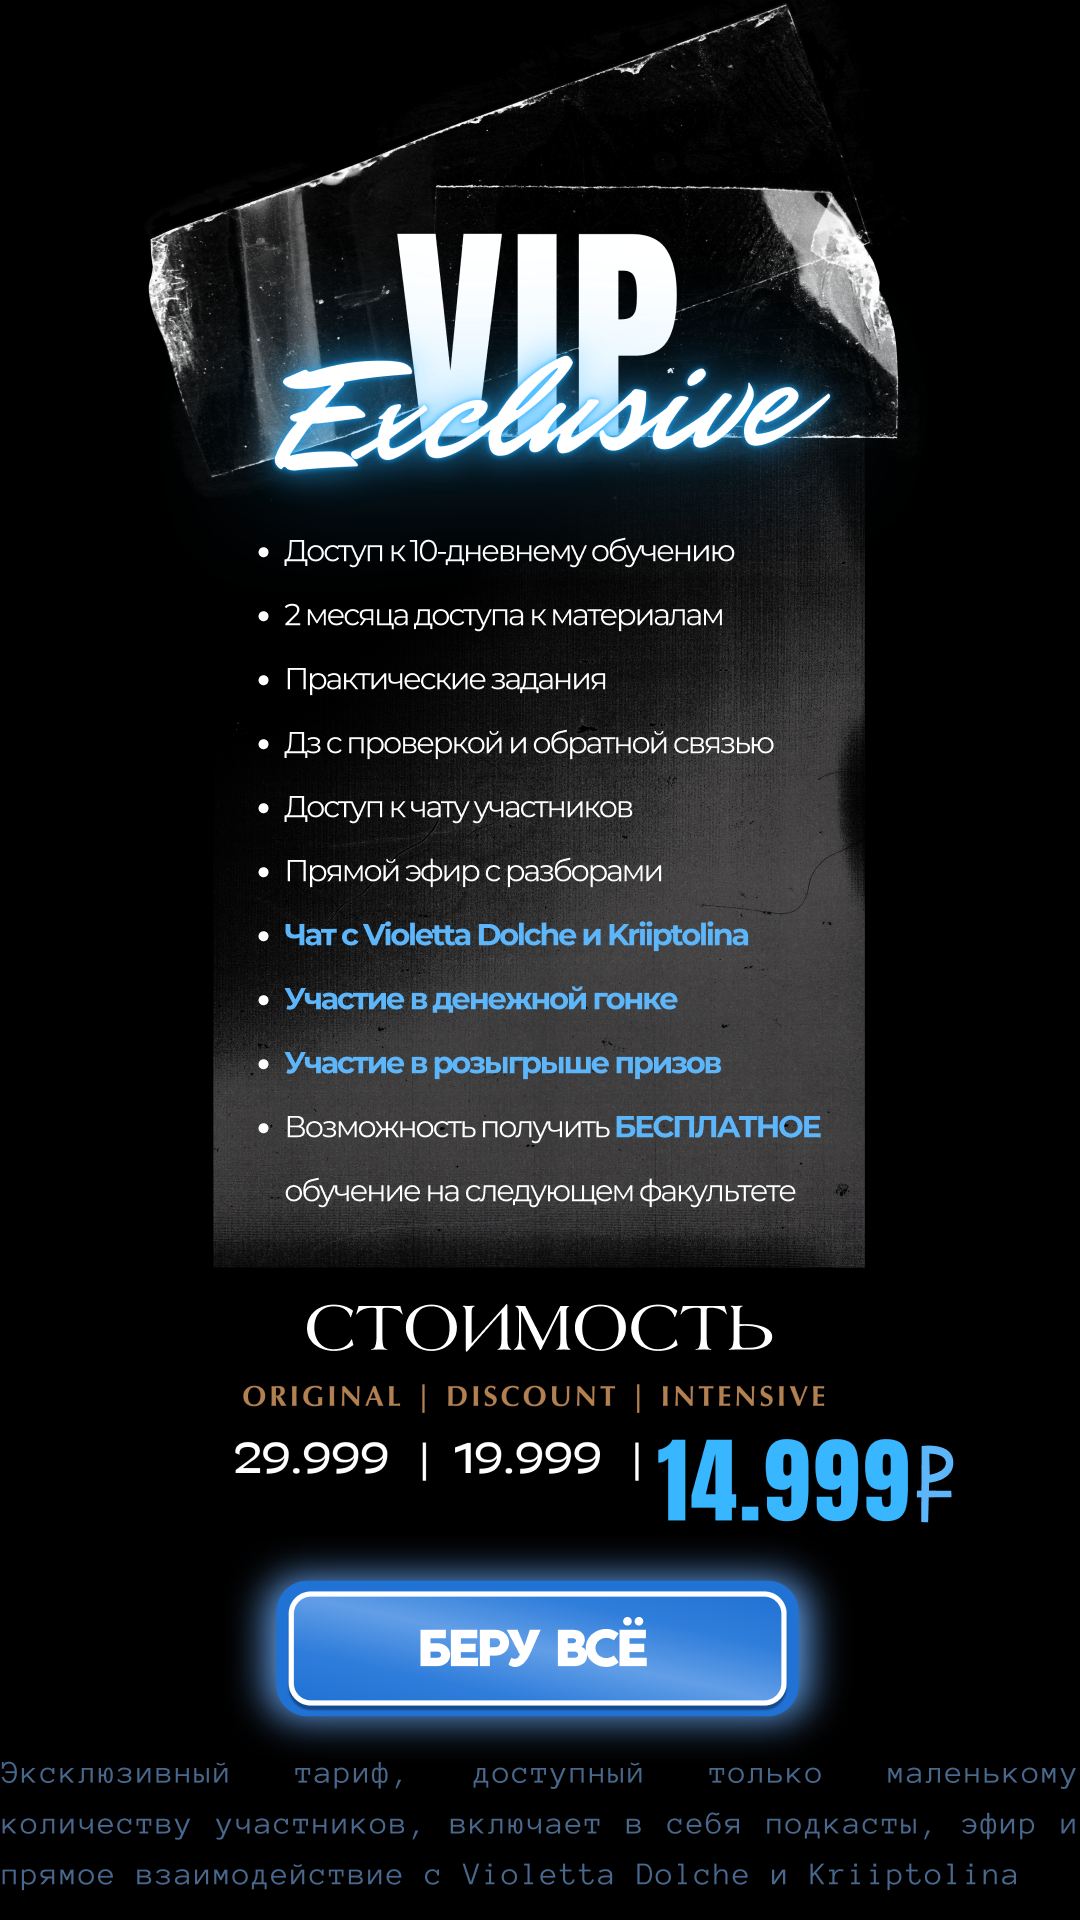 VIP
Exclusive
• Доступ к 10-дневнему обучению
• 2 месяца доступа к материалам
• Практические задания
• Дз с проверкой и обратной связью
• Доступ к чату участников
• Прямой эфир с разборами
• Чат с Violetta Dolche и Kriiptolina
• Участие в денежной гонке
• Участие в розыгрыше призов
• Возможность получить БЕСПЛАТНОЕ
обучение на следующем факультете
СТОИМОСТЬ
ORIGINAL | DISCOUNT | INTENSIVE
29.999 | 19.999 | 14.999₽
БЕРУ ВСЁ
Эксклюзивный тариф, доступный только маленькому
количеству участников, включает в себя подкасты, эфир и
прямое взаимодействие с Violetta Dolche и Kriiptolina